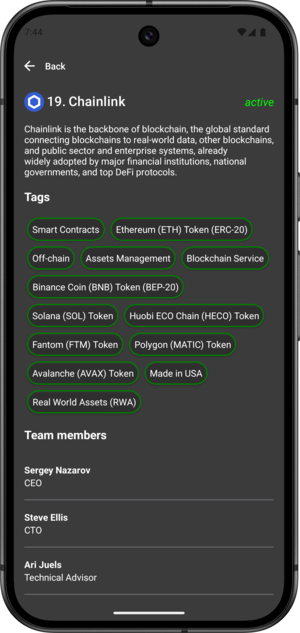 7:44
Back
19. Chainlink
active
Chainlink is the backbone of blockchain, the global standard
connecting blockchains to real-world data, other blockchains,
and public sector and enterprise systems, already
widely adopted by major financial institutions, national
governments, and top DeFi protocols.
Tags
Smart Contracts
Ethereum (ETH) Token (ERC-20)
Off-chain
Assets Management
Blockchain Service
Binance Coin (BNB) Token (BEP-20)
Solana (SOL) Token
Huobi ECO Chain (HECO) Token
Fantom (FTM) Token
Polygon (MATIC) Token
Avalanche (AVAX) Token
Made in USA
Real World Assets (RWA)
Team members
Sergey Nazarov
CEO
Steve Ellis
CTO
Ari Juels
Technical Advisor